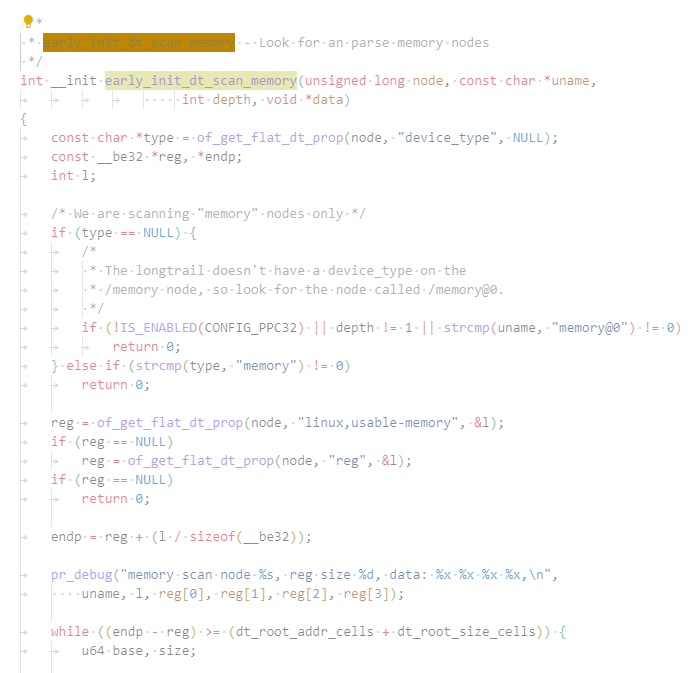 /*
 * early_init_dt_scan_memory - Look for an parse memory nodes
 */
int __init early_init_dt_scan_memory(unsigned long node, const char *uname,
				     int depth, void *data)
{
	const char *type = of_get_flat_dt_prop(node, "device_type", NULL);
	const __be32 *reg, *endp;
	int l;

	/* We are scanning "memory" nodes only */
	if (type == NULL) {
		/*
		 * The longtrail doesn't have a device_type on the
		 * /memory node, so look for the node called /memory@0.
		 */
		if (!IS_ENABLED(CONFIG_PPC32) || depth != 1 || strcmp(uname, "memory@0") != 0)
			return 0;
	} else if (strcmp(type, "memory") != 0)
		return 0;

	reg = of_get_flat_dt_prop(node, "linux,usable-memory", &l);
	if (reg == NULL)
		reg = of_get_flat_dt_prop(node, "reg", &l);
	if (reg == NULL)
		return 0;

	endp = reg + (l / sizeof(__be32));

	pr_debug("memory scan node %s, reg size %d, data: %x %x %x %x,\n",
	    uname, l, reg[0], reg[1], reg[2], reg[3]);

	while ((endp - reg) >= (dt_root_addr_cells + dt_root_size_cells)) {
		u64 base, size;